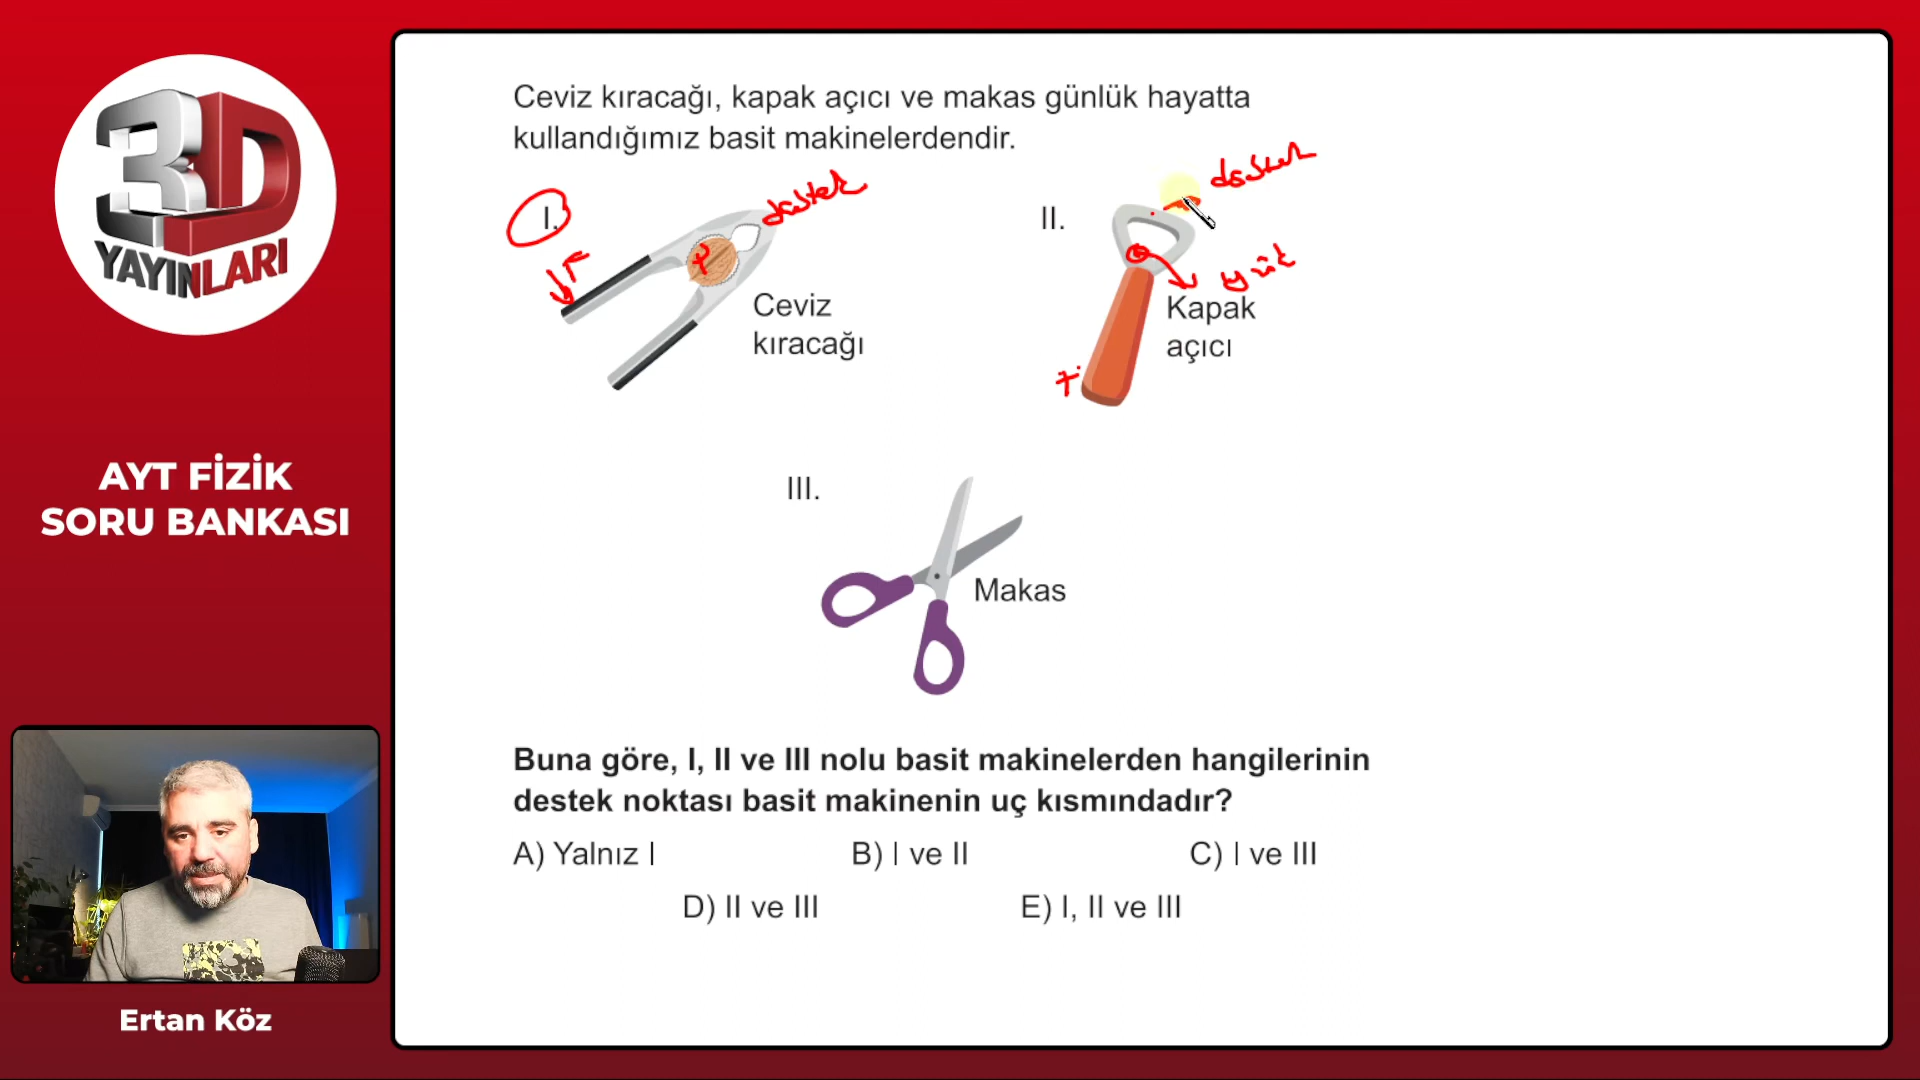 3D
YAYINLARI
AYT FİZİK
SORU BANKASI
Ertan Köz
Ceviz kıracağı, kapak açıcı ve makas günlük hayatta
kullandığımız basit makinelerdendir.
I.
destek
F
P
Ceviz
kıracağı
II.
destek
yük
Kapak
açıcı
III.
Makas
Buna göre, I, II ve III nolu basit makinelerden hangilerinin
destek noktası basit makinenin uç kısmındadır?
A) Yalnız I
B) I ve II
C) I ve III
D) II ve III
E) I, II ve III